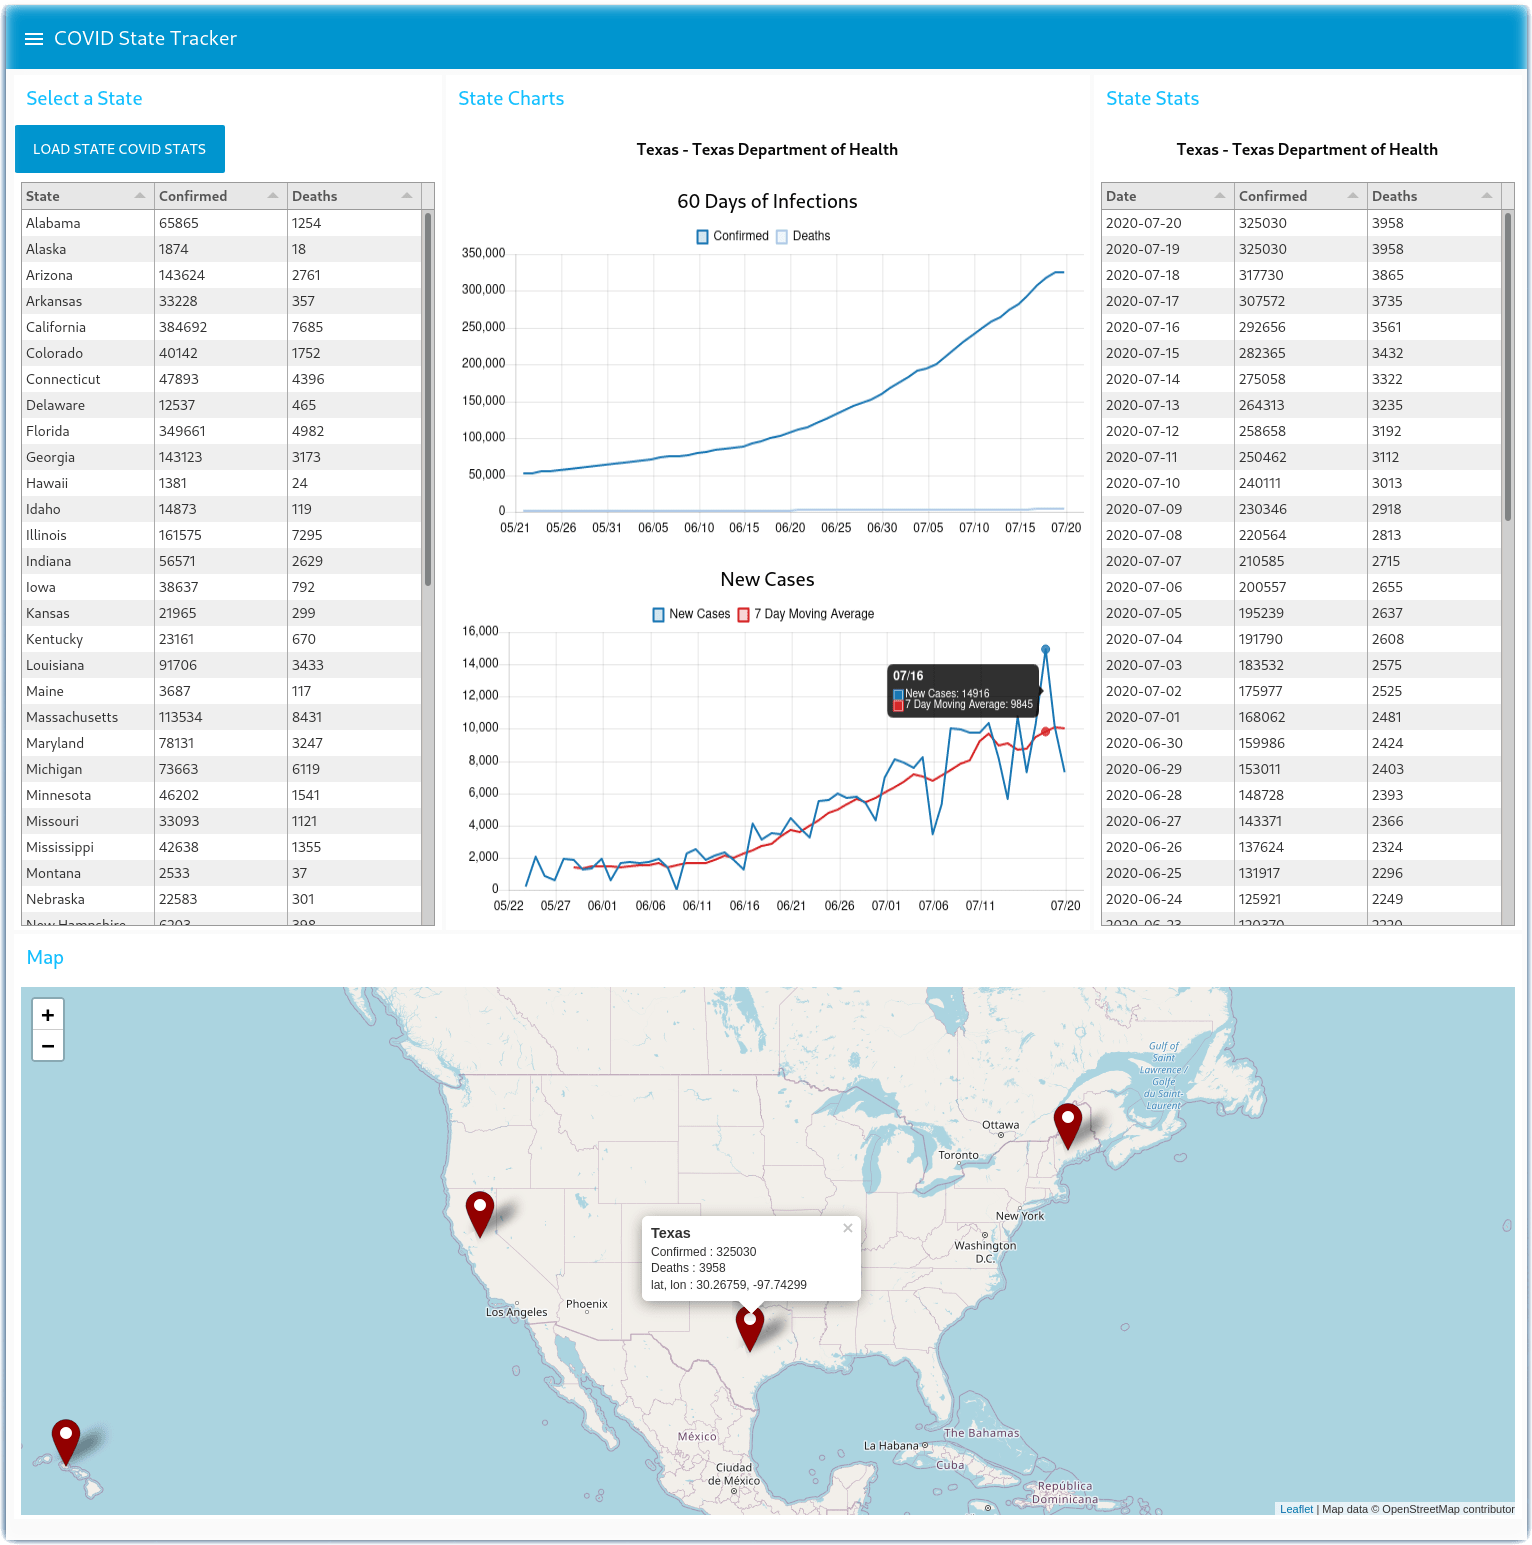 COVID State Tracker
Select a State
LOAD STATE COVID STATS
State Confirmed Deaths
Alabama 65865 1254
Alaska 1874 18
Arizona 143624 2761
Arkansas 33228 357
California 384692 7685
Colorado 40142 1752
Connecticut 47893 4396
Delaware 12537 465
Florida 349661 4982
Georgia 143123 3173
Hawaii 1381 24
Idaho 14873 119
Illinois 161575 7295
Indiana 56571 2629
Iowa 38637 792
Kansas 21965 299
Kentucky 23161 670
Louisiana 91706 3433
Maine 3687 117
Massachusetts 113534 8431
Maryland 78131 3247
Michigan 73663 6119
Minnesota 46202 1541
Missouri 33093 1121
Mississippi 42638 1355
Montana 2533 37
Nebraska 22583 301
New Hampshire 6203 398
State Charts
Texas - Texas Department of Health
60 Days of Infections
Confirmed Deaths
350,000
300,000
250,000
200,000
150,000
100,000
50,000
0
05/21 05/26 05/31 06/05 06/10 06/15 06/20 06/25 06/30 07/05 07/10 07/15 07/20
New Cases
New Cases 7 Day Moving Average
16,000
14,000
12,000
10,000
8,000
6,000
4,000
2,000
0
07/16
New Cases: 14916
7 Day Moving Average: 9845
05/22 05/27 06/01 06/06 06/11 06/16 06/21 06/26 07/01 07/06 07/11 07/20
State Stats
Texas - Texas Department of Health
Date Confirmed Deaths
2020-07-20 325030 3958
2020-07-19 325030 3958
2020-07-18 317730 3865
2020-07-17 307572 3735
2020-07-16 292656 3561
2020-07-15 282365 3432
2020-07-14 275058 3322
2020-07-13 264313 3235
2020-07-12 258658 3192
2020-07-11 250462 3112
2020-07-10 240111 3013
2020-07-09 230346 2918
2020-07-08 220564 2813
2020-07-07 210585 2715
2020-07-06 200557 2655
2020-07-05 195239 2637
2020-07-04 191790 2608
2020-07-03 183532 2575
2020-07-02 175977 2525
2020-07-01 168062 2481
2020-06-30 159986 2424
2020-06-29 153011 2403
2020-06-28 148728 2393
2020-06-27 143371 2366
2020-06-26 137624 2324
2020-06-25 131917 2296
2020-06-24 125921 2249
2020-06-23 120370 2220
Map
+
−
Gulf of
Saint
Lawrence /
Golfe
du Saint-
Laurent
Ottawa
Toronto
New York
Washington
D.C.
Texas ×
Confirmed : 325030
Deaths : 3958
lat, lon : 30.26759, -97.74299
Los Angeles
Phoenix
México
La Habana
The Bahamas
Cuba
Ciudad
de México
República
Dominicana
Leaflet | Map data © OpenStreetMap contributor